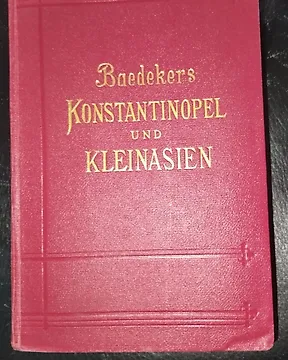 Baedekers
KONSTANTINOPEL
UND
KLEINASIEN